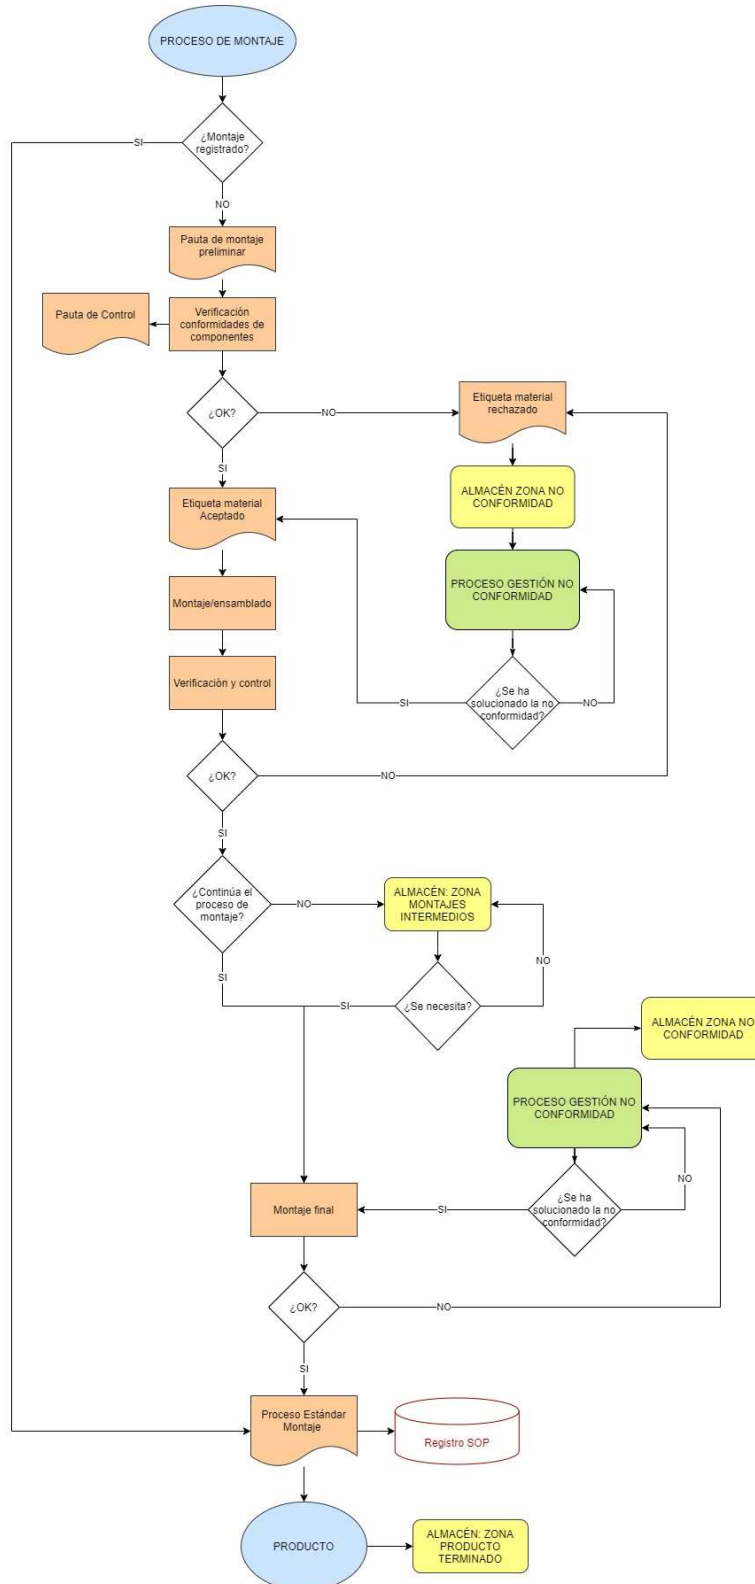 PROCESO DE MONTAJE
¿Montaje
registrado?
SI
NO
Pauta de montaje
preliminar
Pauta de Control
Verificación
conformidades de
componentes
¿OK?
NO
Etiqueta material
rechazado
SI
ALMACÉN ZONA NO
CONFORMIDAD
Etiqueta material
Aceptado
PROCESO GESTIÓN NO
CONFORMIDAD
Montaje/ensamblado
Verificación y control
¿Se ha
solucionado la no
conformidad?
SI
NO
¿OK?
NO
SI
¿Continúa el
proceso de
montaje?
NO
ALMACÉN: ZONA
MONTAJES
INTERMEDIOS
NO
SI
SI
¿Se necesita?
ALMACÉN ZONA NO
CONFORMIDAD
PROCESO GESTIÓN NO
CONFORMIDAD
NO
Montaje final
SI
¿Se ha
solucionado la no
conformidad?
¿OK?
NO
SI
Proceso Estándar
Montaje
Registro SOP
PRODUCTO
ALMACÉN: ZONA
PRODUCTO
TERMINADO